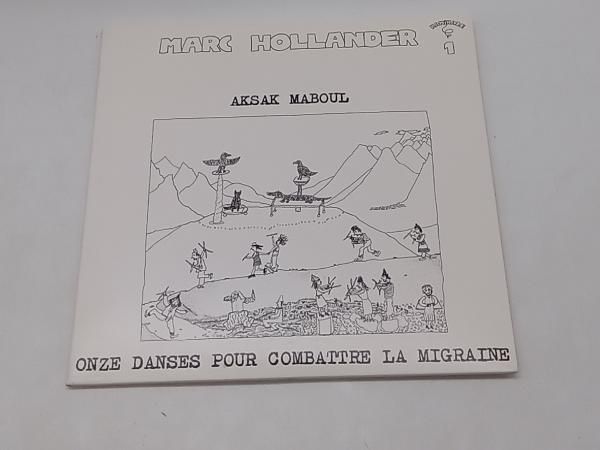 MARC HOLLANDER
1
AKSAK MABOUL
ONZE DANSES POUR COMBATTRE LA MIGRAINE